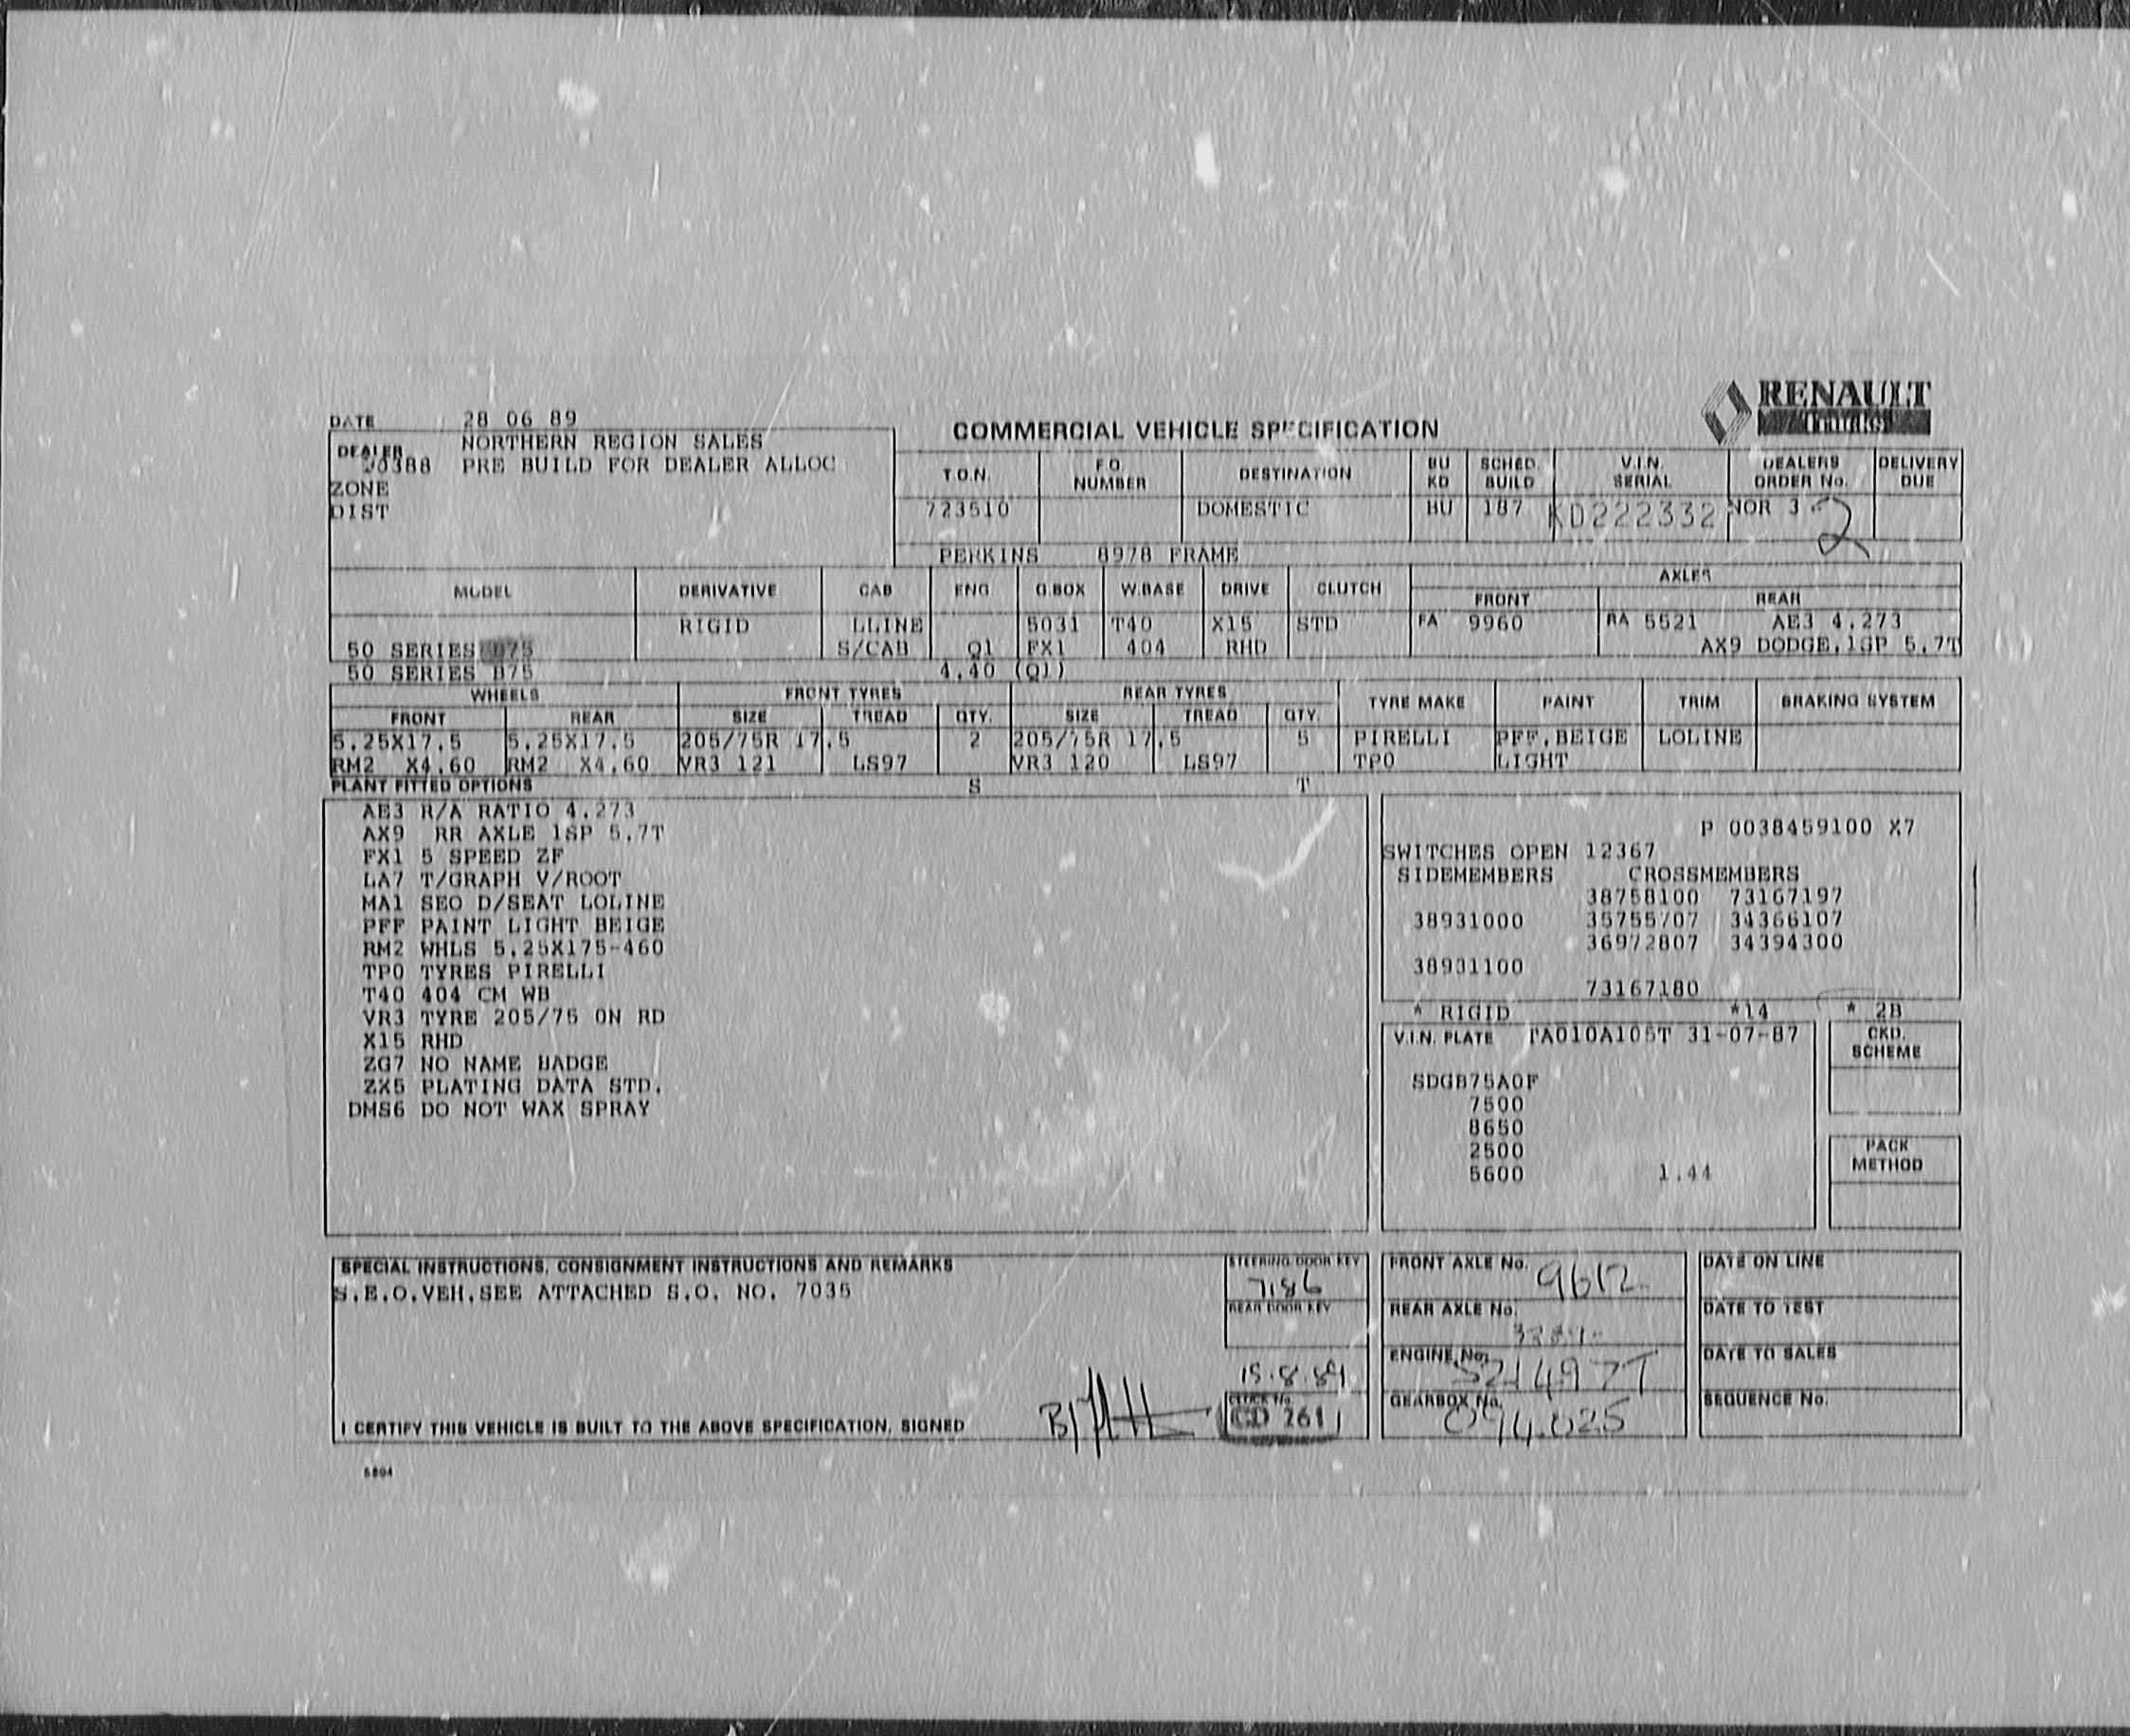 RENAULT
Trucks
DATE 28 06 89
COMMERCIAL VEHICLE SPECIFICATION
DEALER NORTHERN REGION SALES
PRE BUILD FOR DEALER ALLOC
ZONE
DIST
T.O.N. F.O. NUMBER DESTINATION BU KD SCHED. BUILD V.I.N. SERIAL DEALERS ORDER No. DELIVERY DUE
723510 DOMESTIC BU 187 KD222332 NOR 3 2
PERKINS 8978 FRAME
MODEL DERIVATIVE CAB ENG G.BOX W.BASE DRIVE CLUTCH AXLES
FRONT REAR
RIGID LLINE 5031 T40 X15 STD FA 9960 RA 5521 AE3 4.273
50 SERIES B75 S/CAB Q1 FX1 404 RHD AX9 DODGE,1SP 5.7T
50 SERIES B75 4.40 (Q1)
WHEELS FRONT TYRES REAR TYRES TYRE MAKE PAINT TRIM BRAKING SYSTEM
FRONT REAR SIZE TREAD QTY. SIZE TREAD QTY.
5.25X17.5 5.25X17.5 205/75R 17.5 2 205/75R 17.5 5 PIRELLI PFF,BEIGE LOLINE
RM2 X4.60 RM2 X4.60 VR3 121 LS97 VR3 120 LS97 TP0 LIGHT
PLANT FITTED OPTIONS S T
AE3 R/A RATIO 4.273
AX9 RR AXLE 1SP 5.7T
FX1 5 SPEED ZF
LA7 T/GRAPH V/ROOT
MA1 SEO D/SEAT LOLINE
PFF PAINT LIGHT BEIGE
RM2 WHLS 5.25X175-460
TP0 TYRES PIRELLI
T40 404 CM WB
VR3 TYRE 205/75 ON RD
X15 RHD
ZG7 NO NAME BADGE
ZX5 PLATING DATA STD.
DMS6 DO NOT WAX SPRAY
P 0038459100 X7
SWITCHES OPEN 12367
SIDEMEMBERS CROSSMEMBERS
38758100 73167197
38931000 35755707 34366107
36972807 34394300
38931100
73167180
* RIGID *14 * 2B
V.I.N. PLATE TA010A105T 31-07-87
SDGB75A0F
7500
8650
2500
5600 1.44
CKD. SCHEME
PACK METHOD
SPECIAL INSTRUCTIONS, CONSIGNMENT INSTRUCTIONS AND REMARKS
S.E.O.VEH.SEE ATTACHED S.O. NO. 7035
I CERTIFY THIS VEHICLE IS BUILT TO THE ABOVE SPECIFICATION. SIGNED
STEERING/DOOR KEY
7186
REAR DOOR KEY
15.8.89
CLOCK No.
CD 261
FRONT AXLE No. 9612
REAR AXLE No.
ENGINE No. S214977T
GEARBOX No. 094.025
DATE ON LINE
DATE TO TEST
DATE TO SALES
SEQUENCE No.
5804